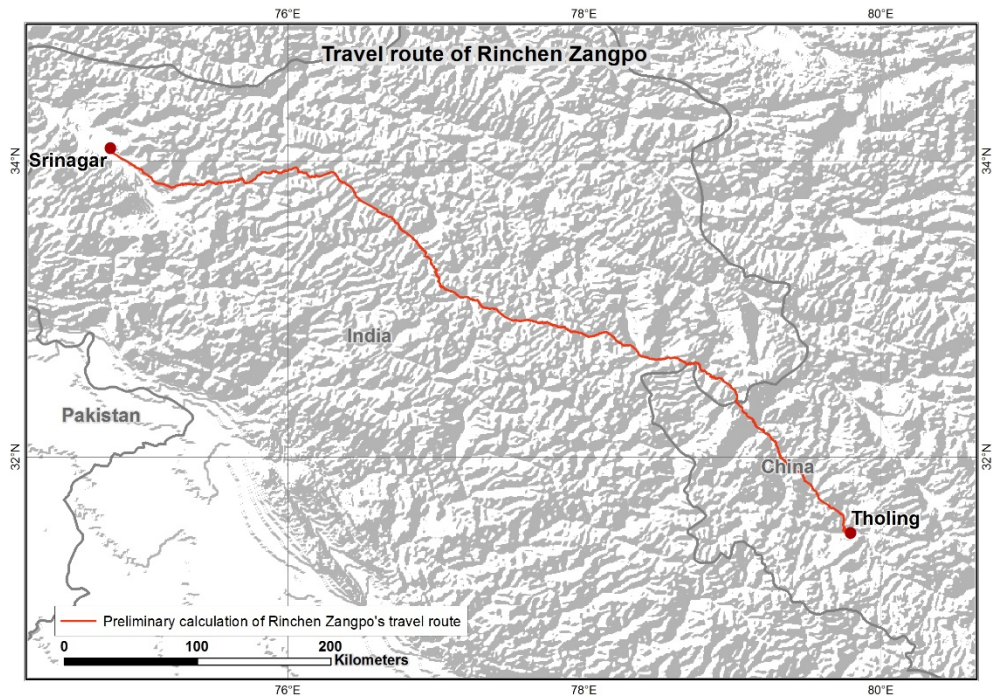 76°E 78°E 80°E
Travel route of Rinchen Zangpo
34°N 34°N
Srinagar
India
Pakistan
32°N 32°N
China
Tholing
Preliminary calculation of Rinchen Zangpo's travel route
0 100 200
Kilometers
76°E 78°E 80°E